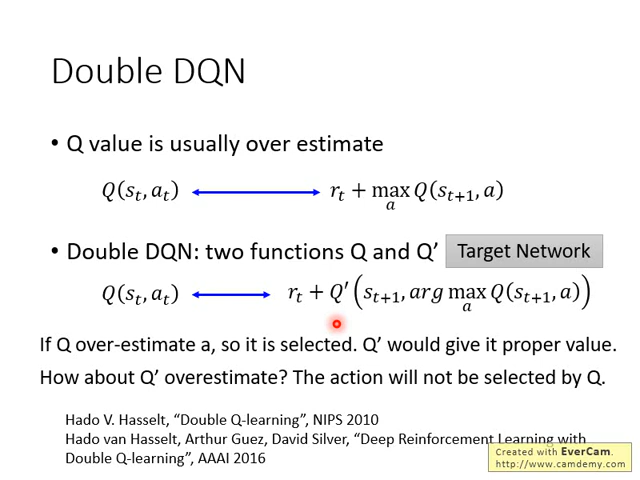 Double DQN
• Q value is usually over estimate
Q(s_t, a_t) ⟷ r_t + max_a Q(s_{t+1}, a)
• Double DQN: two functions Q and Q’ Target Network
Q(s_t, a_t) ⟷ r_t + Q′(s_{t+1}, arg max_a Q(s_{t+1}, a))
If Q over-estimate a, so it is selected. Q’ would give it proper value.
How about Q’ overestimate? The action will not be selected by Q.
Hado V. Hasselt, “Double Q-learning”, NIPS 2010
Hado van Hasselt, Arthur Guez, David Silver, “Deep Reinforcement Learning with
Double Q-learning”, AAAI 2016
Created with EverCam.
http://www.camdemy.com